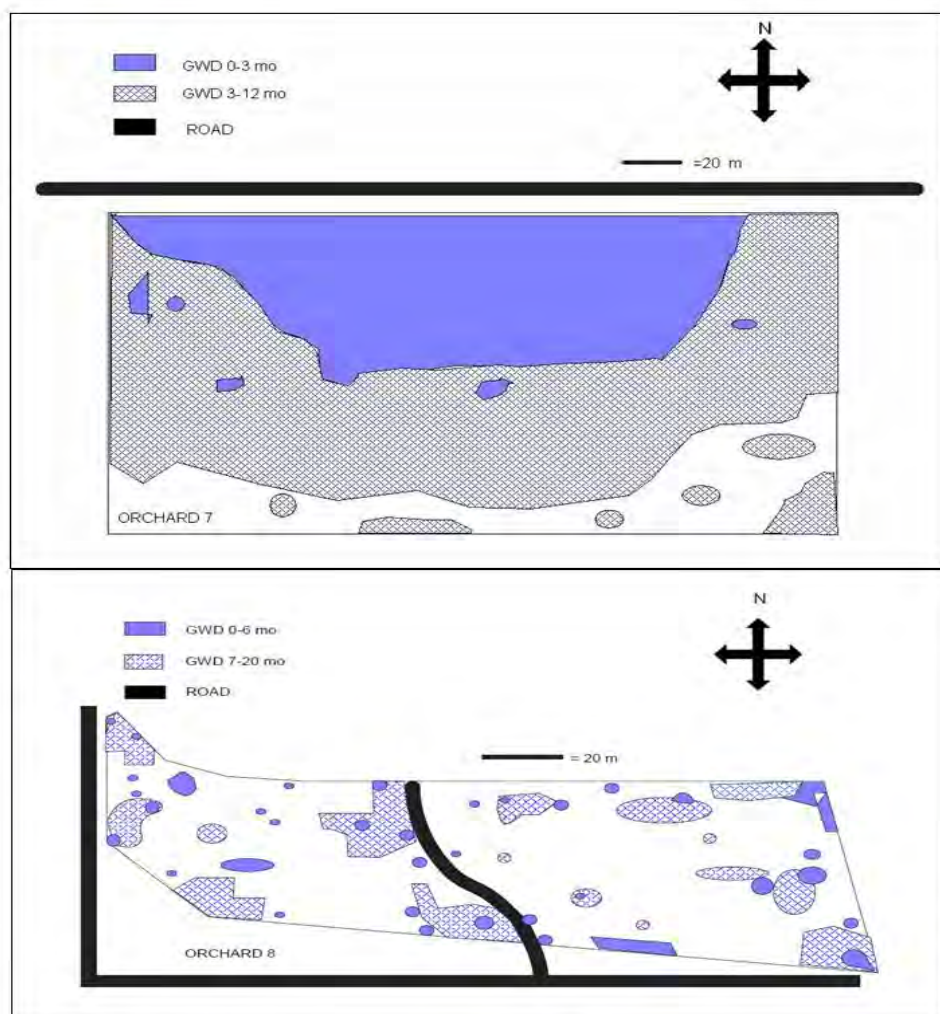 N
GWD 0-3 mo
GWD 3-12 mo
ROAD
=20 m
ORCHARD 7
N
GWD 0-6 mo
GWD 7-20 mo
ROAD
= 20 m
ORCHARD 8